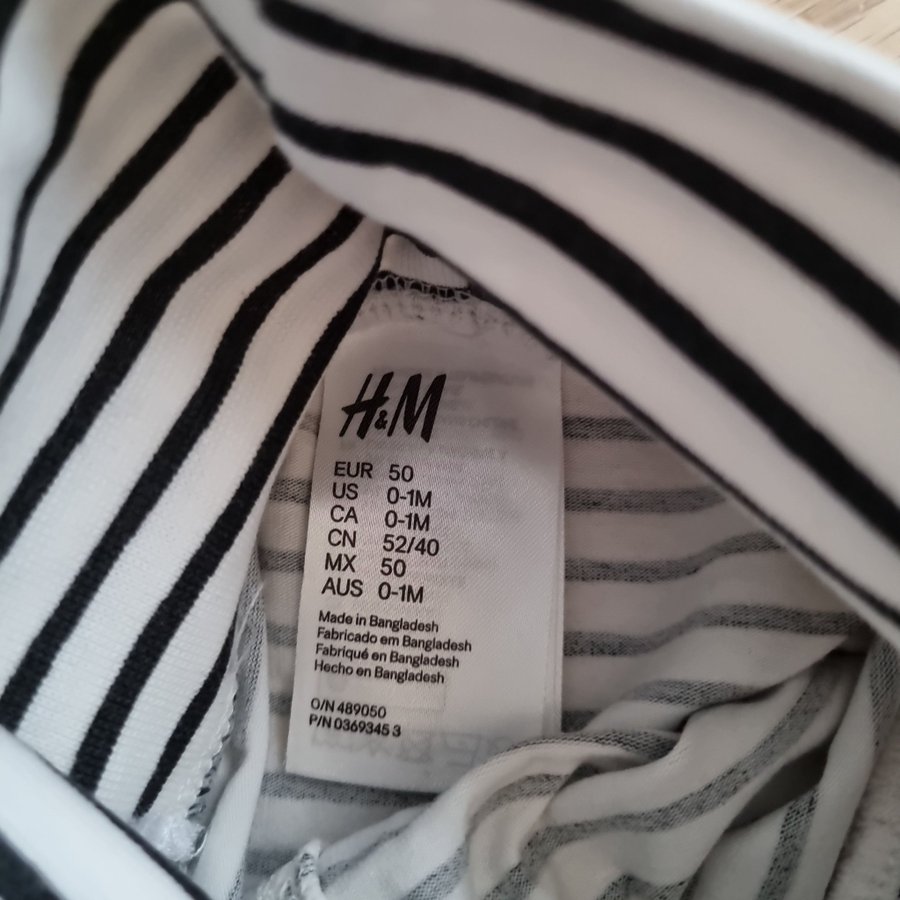 H&M
EUR 50
US 0-1M
CA 0-1M
CN 52/40
MX 50
AUS 0-1M
Made in Bangladesh
Fabricado em Bangladesh
Fabriqué en Bangladesh
Hecho en Bangladesh
O/N 489050
P/N 0369345 3